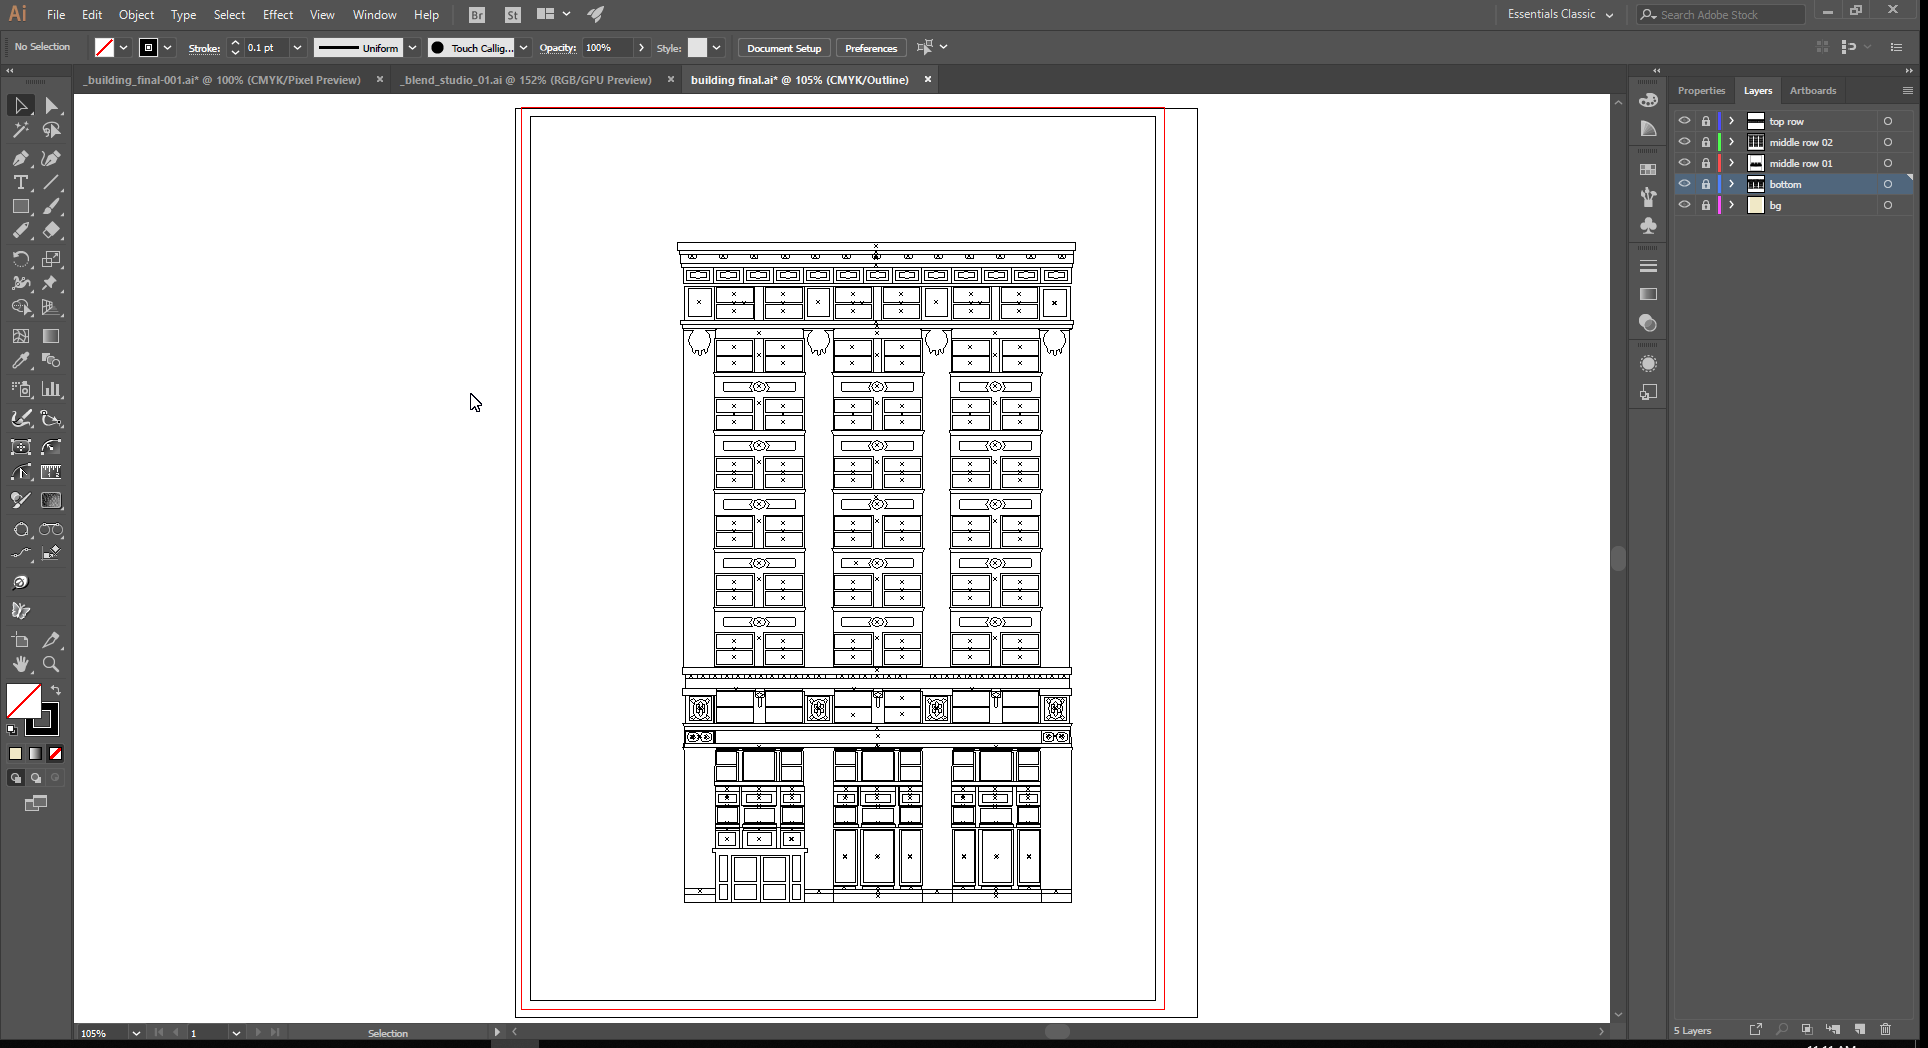 Ai File Edit Object Type Select Effect View Window Help Br St Essentials Classic Search Adobe Stock
No Selection Stroke: 0.1 pt Uniform Touch Callig... Opacity: 100% Style: Document Setup Preferences
_building_final-001.ai* @ 100% (CMYK/Pixel Preview) × _blend_studio_01.ai @ 152% (RGB/GPU Preview) × building final.ai* @ 105% (CMYK/Outline) ×
Properties Layers Artboards
top row
middle row 02
middle row 01
bottom
bg
105% 1 Selection 5 Layers